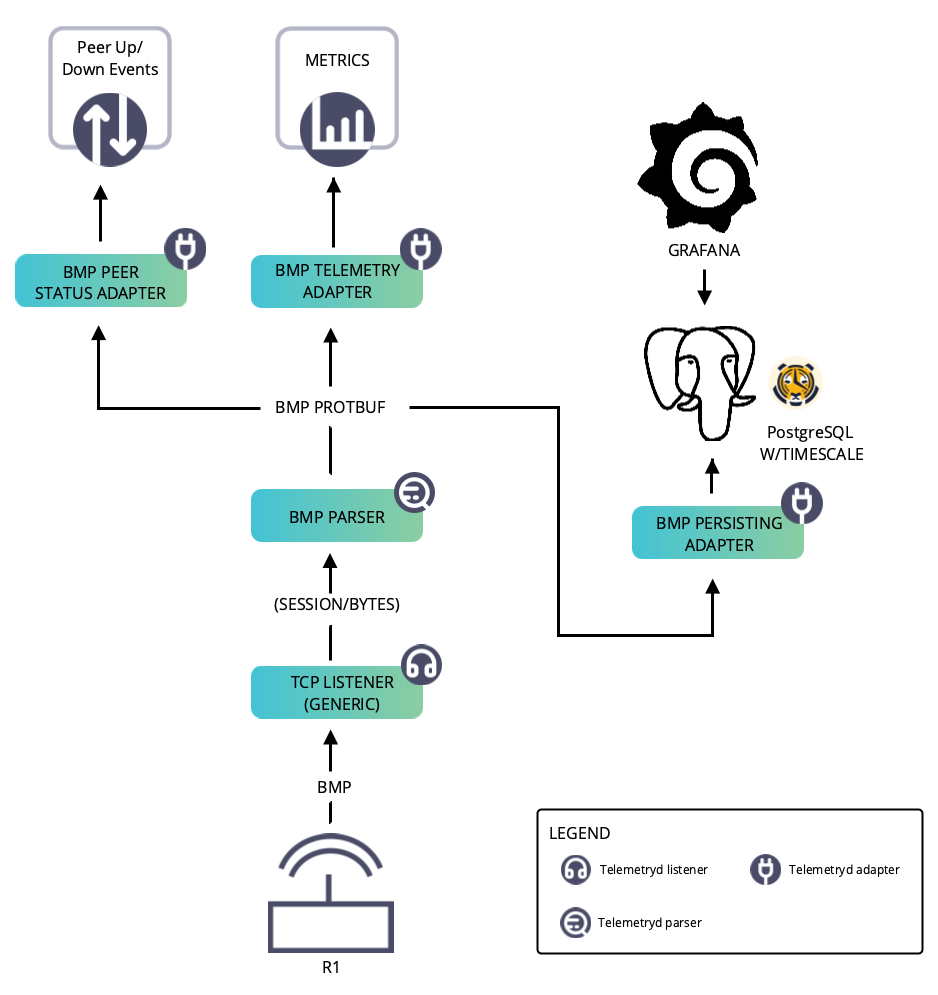 Peer Up/
Down Events
METRICS
GRAFANA
BMP PEER
STATUS ADAPTER
BMP TELEMETRY
ADAPTER
BMP PROTBUF
PostgreSQL
W/TIMESCALE
BMP PARSER
BMP PERSISTING
ADAPTER
(SESSION/BYTES)
TCP LISTENER
(GENERIC)
BMP
R1
LEGEND
Telemetryd listener
Telemetryd adapter
Telemetryd parser